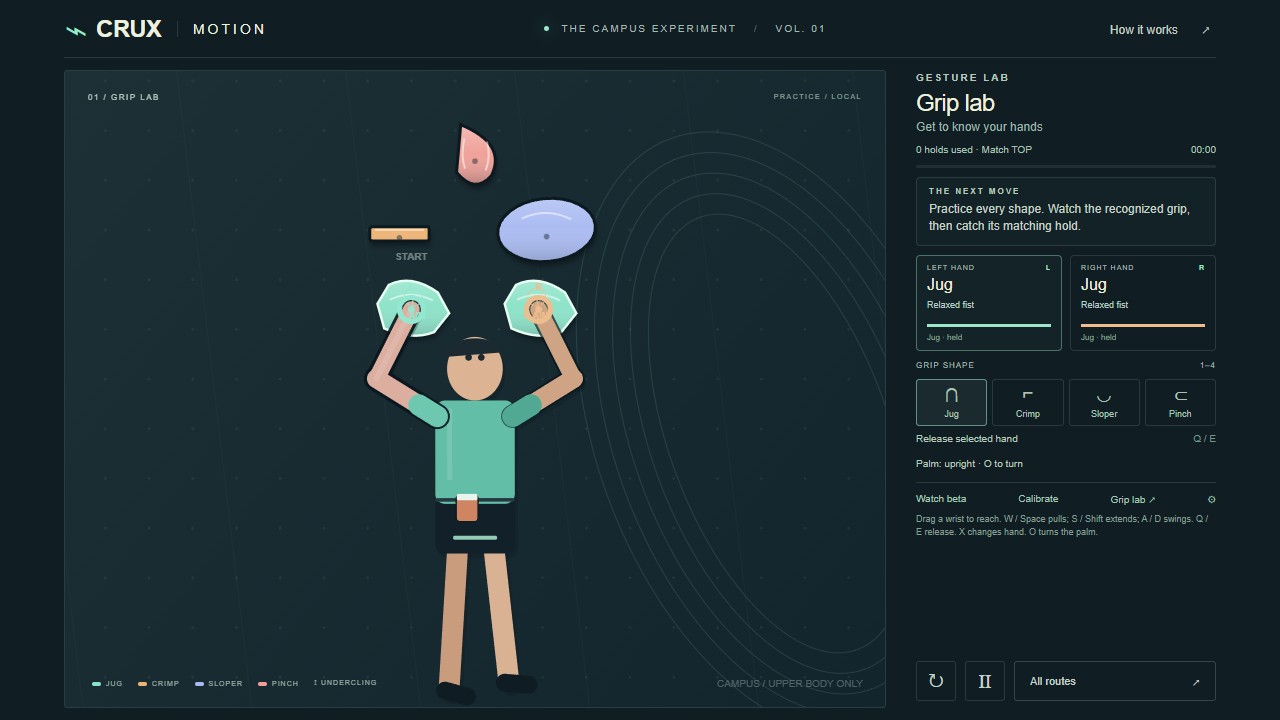 CRUX MOTION
THE CAMPUS EXPERIMENT / VOL. 01
How it works ↗
01 / GRIP LAB
PRACTICE / LOCAL
START
JUG CRIMP SLOPER PINCH ↕ UNDERCLING
CAMPUS / UPPER BODY ONLY
GESTURE LAB
Grip lab
Get to know your hands
0 holds used · Match TOP 00:00
THE NEXT MOVE
Practice every shape. Watch the recognized grip,
then catch its matching hold.
LEFT HAND L
Jug
Relaxed fist
Jug · held
RIGHT HAND R
Jug
Relaxed fist
Jug · held
GRIP SHAPE 1–4
Jug Crimp Sloper Pinch
Release selected hand Q / E
Palm: upright · O to turn
Watch beta Calibrate Grip lab ↗
Drag a wrist to reach. W / Space pulls; S / Shift extends; A / D swings. Q /
E release. X changes hand. O turns the palm.
All routes ↗